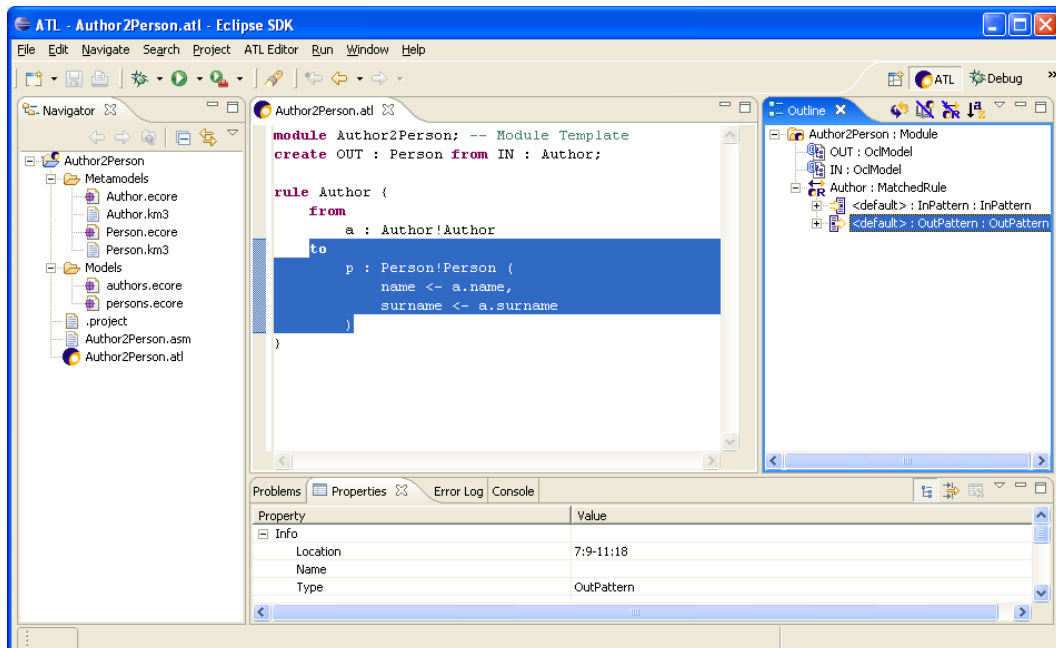 ATL - Author2Person.atl - Eclipse SDK
File Edit Navigate Search Project ATL Editor Run Window Help
ATL Debug »
Navigator
Author2Person
Metamodels
Author.ecore
Author.km3
Person.ecore
Person.km3
Models
authors.ecore
persons.ecore
.project
Author2Person.asm
Author2Person.atl
Author2Person.atl
module Author2Person; -- Module Template
create OUT : Person from IN : Author;
rule Author {
from
a : Author!Author
to
p : Person!Person (
name <- a.name,
surname <- a.surname
)
}
Outline
Author2Person : Module
OUT : OclModel
IN : OclModel
Author : MatchedRule
<default> : InPattern : InPattern
<default> : OutPattern : OutPattern
Problems Properties Error Log Console
Property Value
Info
Location 7:9-11:18
Name
Type OutPattern